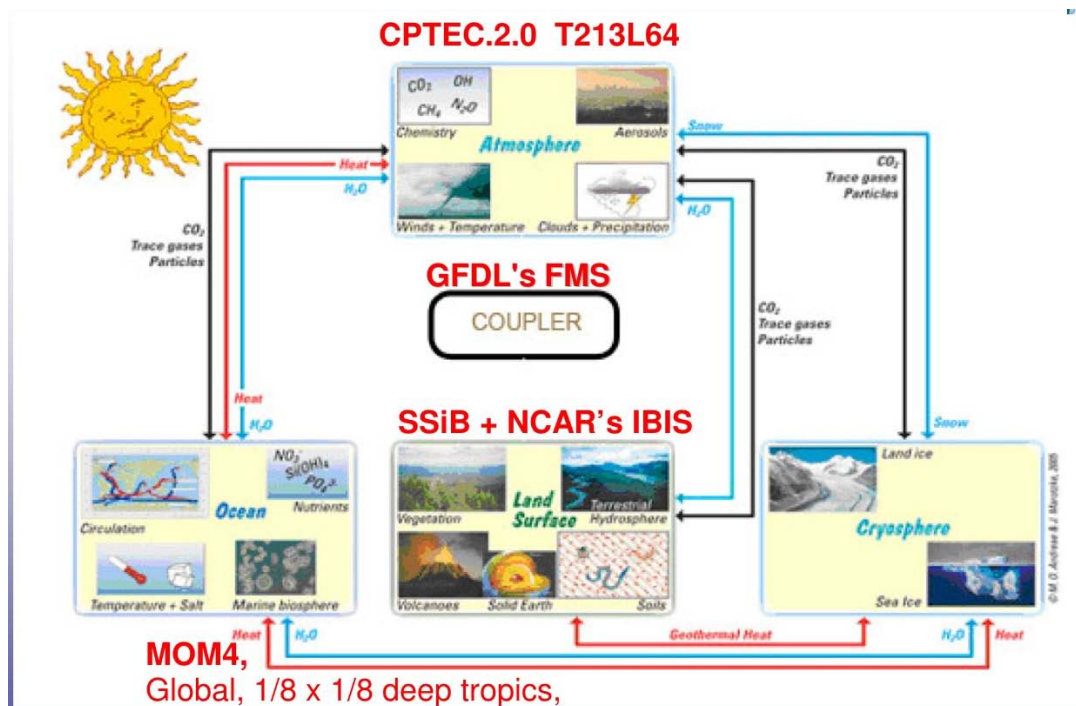 CPTEC.2.0 T213L64
CO₂ OH
CH₄ N₂O
Chemistry
Aerosols
Atmosphere
Winds + Temperature
Clouds + Precipitation
Heat
H₂O
Snow
H₂O
CO₂
Trace gases
Particles
CO₂
Trace gases
Particles
CO₂
Trace gases
Particles
GFDL's FMS
COUPLER
Heat
H₂O
Snow
SSiB + NCAR's IBIS
NO₃⁻
Si(OH)₄
PO₄³⁻
Nutrients
Ocean
Circulation
Temperature + Salt
Marine biosphere
Vegetation
Land
Surface
Terrestrial
Hydrosphere
Volcanoes
Solid Earth
Soils
Land ice
Cryosphere
Sea Ice
© M. O. Andreae & J. Marotzke, 2005
Heat
H₂O
Geothermal Heat
H₂O
Heat
MOM4,
Global, 1/8 x 1/8 deep tropics,